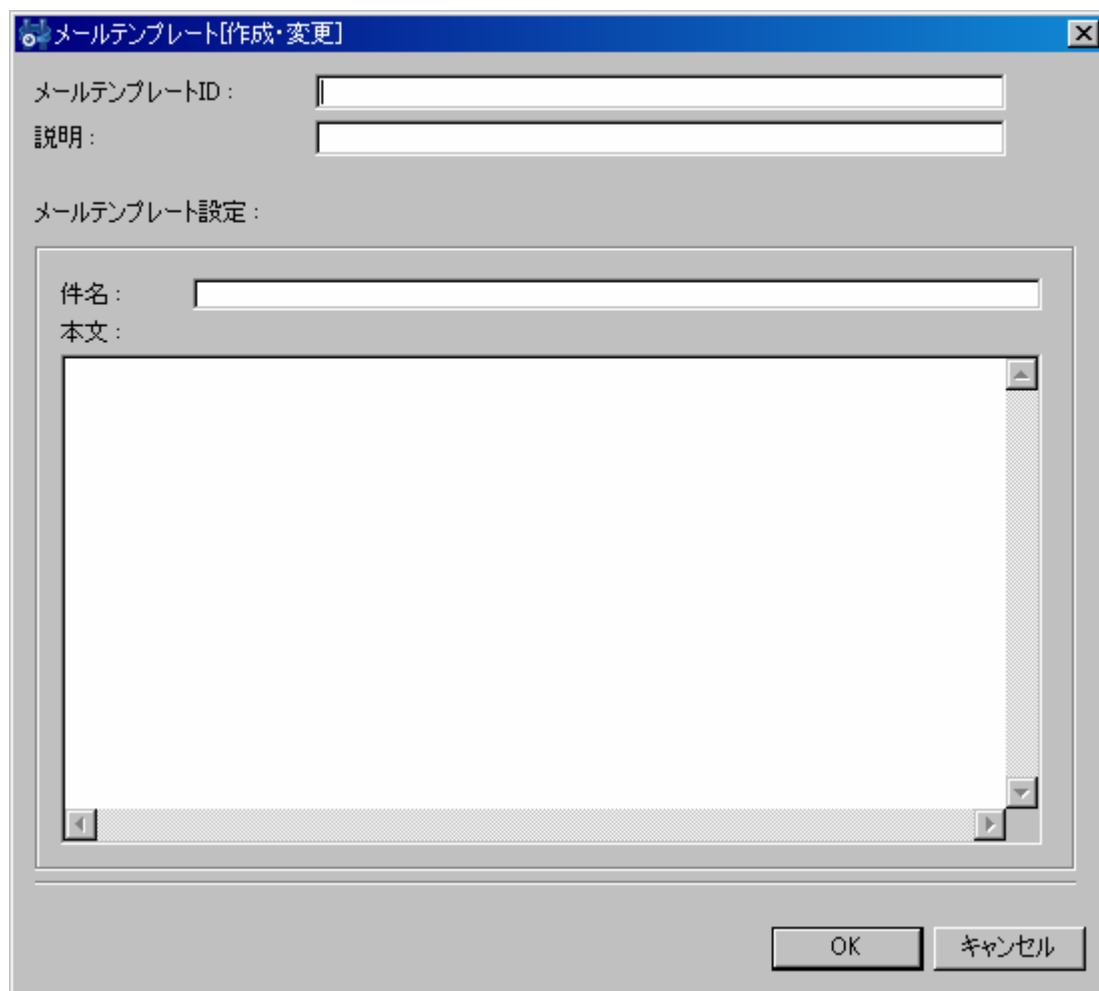 メールテンプレート[作成・変更]
メールテンプレートID：
説明：
メールテンプレート設定：
件名：
本文：
OK キャンセル